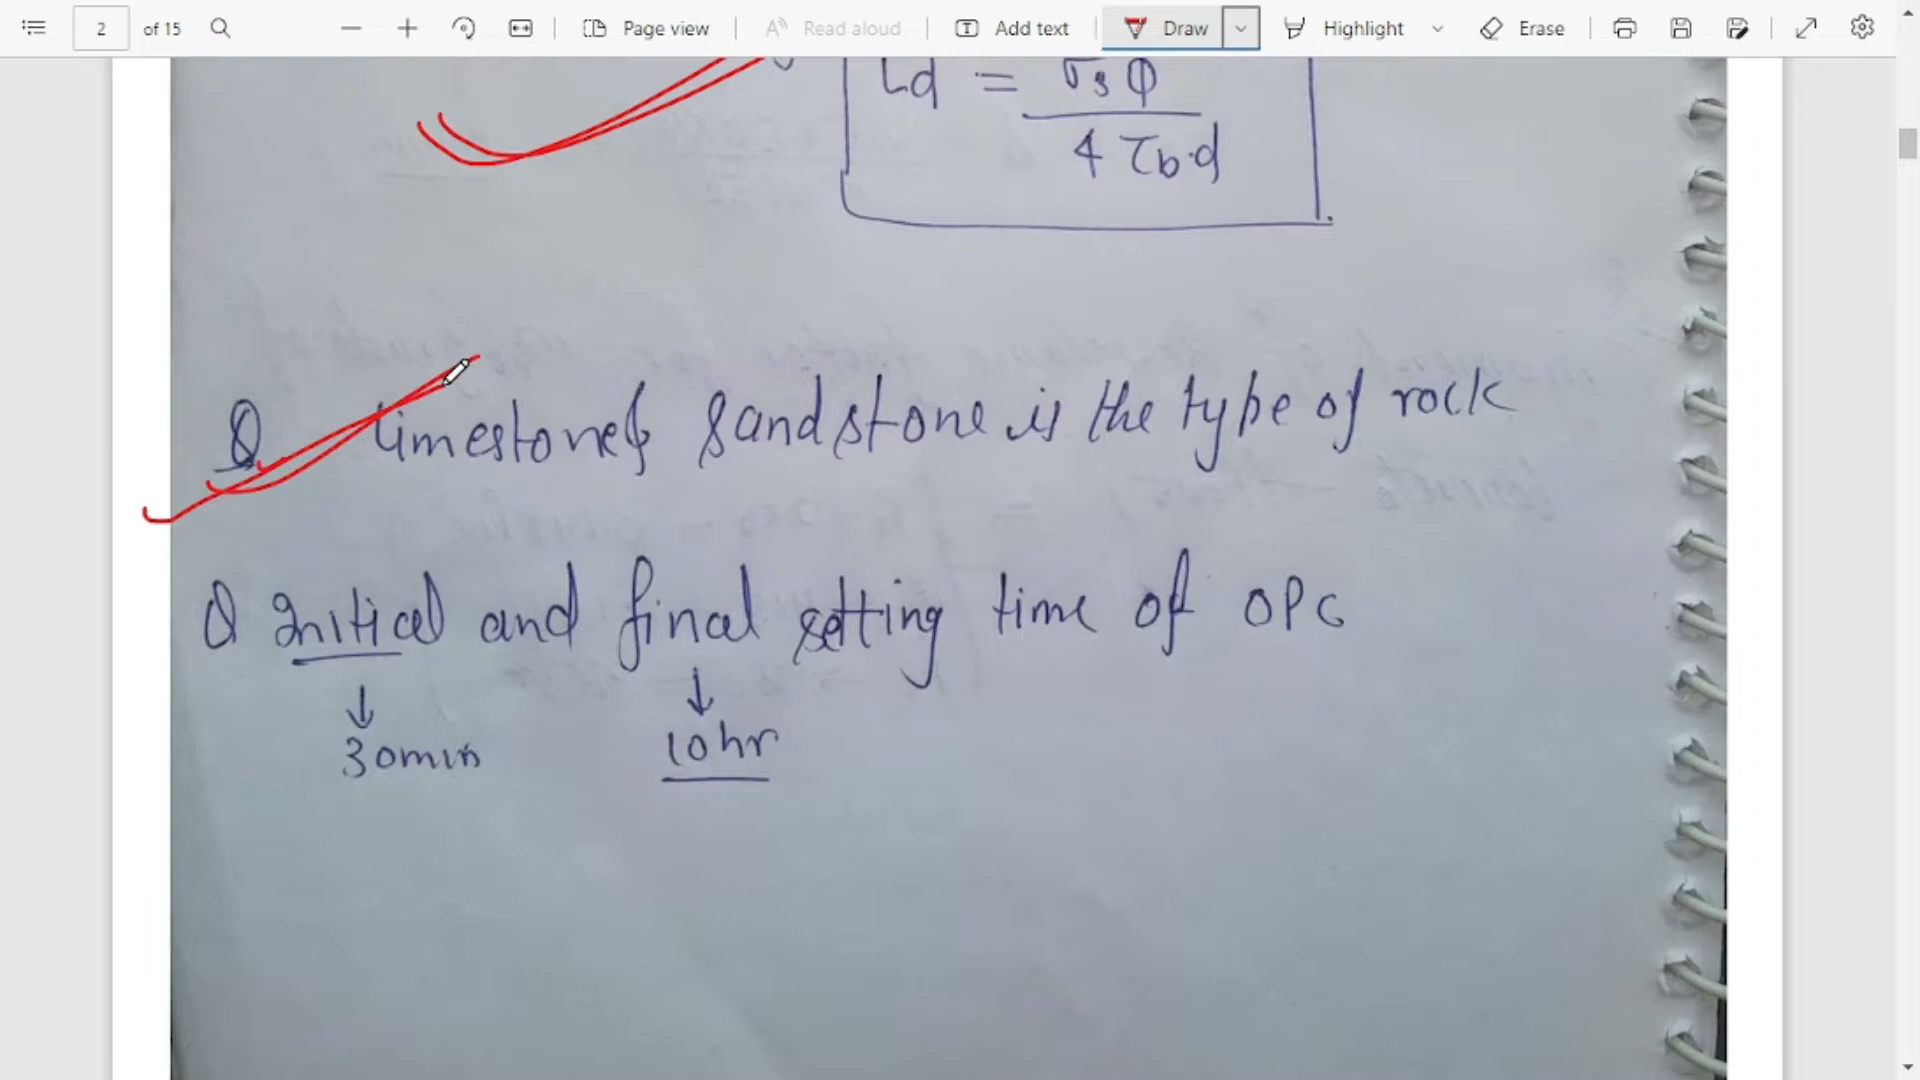 2 of 15 Page view Read aloud Add text Draw Highlight Erase
Ld = σs Φ
4 τb.d
Q Limestone & Sandstone is the type of rock
Q Initial and final setting time of OPC
↓ ↓
30min 10hr